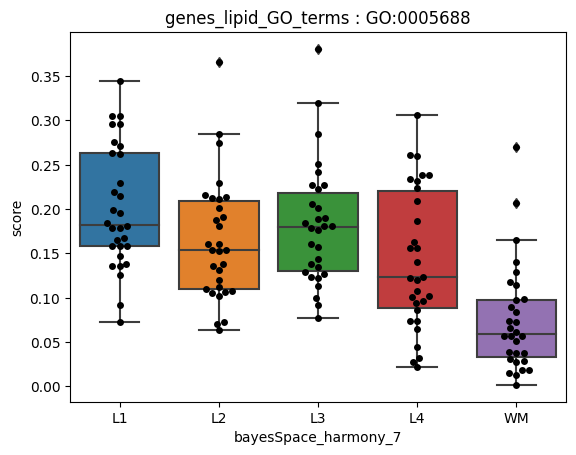 genes_lipid_GO_terms : GO:0005688
score
0.35
0.30
0.25
0.20
0.15
0.10
0.05
0.00
L1 L2 L3 L4 WM
bayesSpace_harmony_7